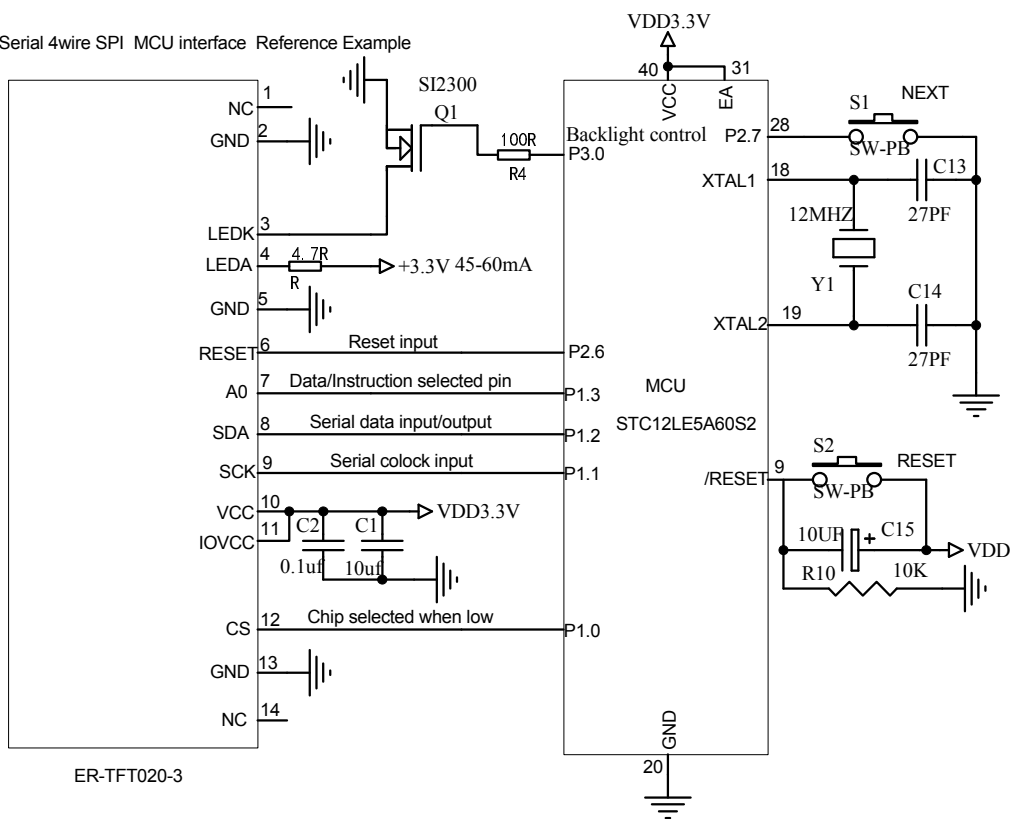 VDD3.3V
Serial 4wire SPI MCU interface Reference Example
40
31
VCC
EA
SI2300
Q1
100R
R4
Backlight control
P3.0
P2.7
28
S1
NEXT
SW-PB
XTAL1
18
C13
27PF
12MHZ
Y1
C14
XTAL2
19
27PF
NC
1
GND
2
LEDK
3
LEDA
4
4.7R
R
+3.3V 45-60mA
GND
5
RESET
6
Reset input
P2.6
A0
7
Data/Instruction selected pin
P1.3
MCU
SDA
8
Serial data input/output
P1.2
STC12LE5A60S2
SCK
9
Serial colock input
P1.1
/RESET
9
S2
RESET
SW-PB
VCC
10
VDD3.3V
IOVCC
11
C2
C1
0.1uf
10uf
10UF
+
C15
VDD
R10
10K
CS
12
Chip selected when low
P1.0
GND
13
NC
14
GND
20
ER-TFT020-3